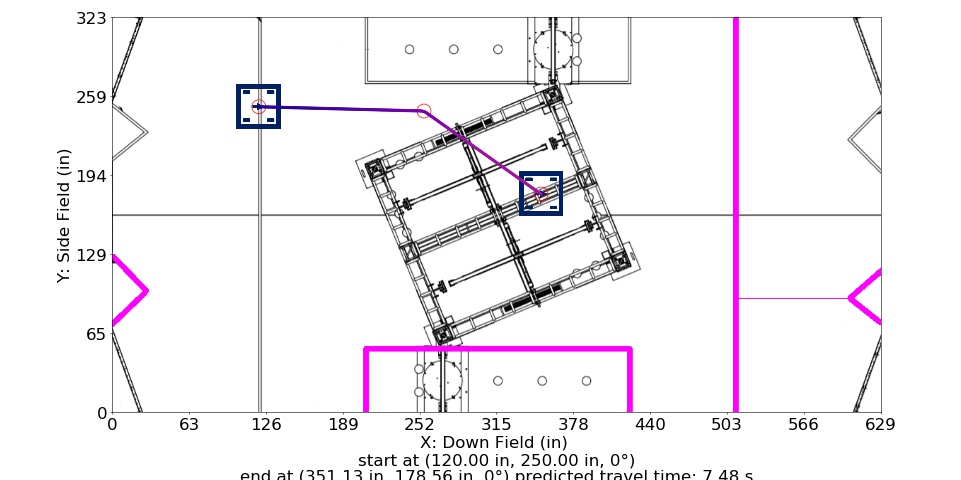 323
259
194
129
65
0
Y: Side Field (in)
0 63 126 189 252 315 378 440 503 566 629
X: Down Field (in)
start at (120.00 in, 250.00 in, 0°)
end at (351.13 in, 178.56 in, 0°) predicted travel time: 7.48 s